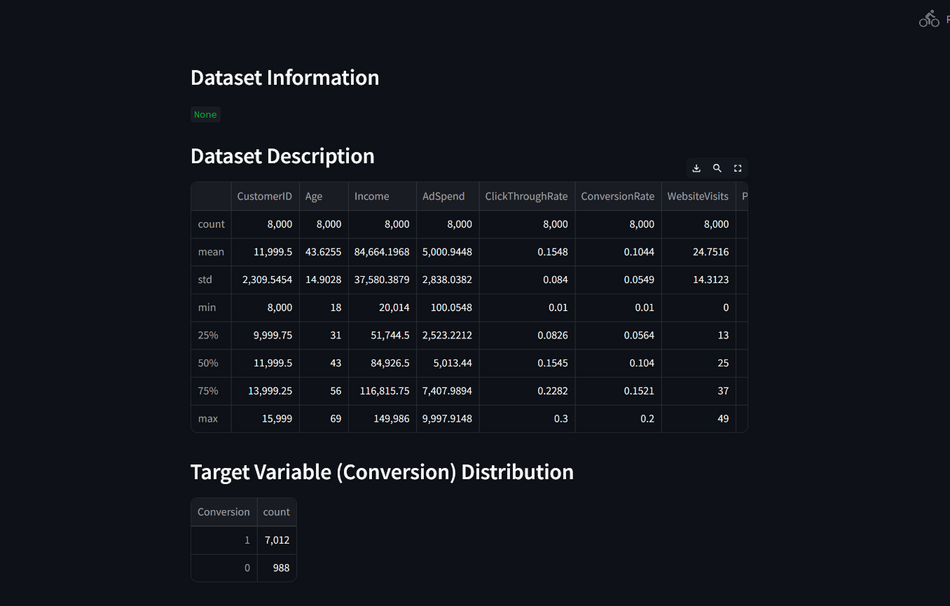 Dataset Information
None
Dataset Description
CustomerID Age Income AdSpend ClickThroughRate ConversionRate WebsiteVisits
count 8,000 8,000 8,000 8,000 8,000 8,000 8,000
mean 11,999.5 43.6255 84,664.1968 5,000.9448 0.1548 0.1044 24.7516
std 2,309.5454 14.9028 37,580.3879 2,838.0382 0.084 0.0549 14.3123
min 8,000 18 20,014 100.0548 0.01 0.01 0
25% 9,999.75 31 51,744.5 2,523.2212 0.0826 0.0564 13
50% 11,999.5 43 84,926.5 5,013.44 0.1545 0.104 25
75% 13,999.25 56 116,815.75 7,407.9894 0.2282 0.1521 37
max 15,999 69 149,986 9,997.9148 0.3 0.2 49
Target Variable (Conversion) Distribution
Conversion count
1 7,012
0 988